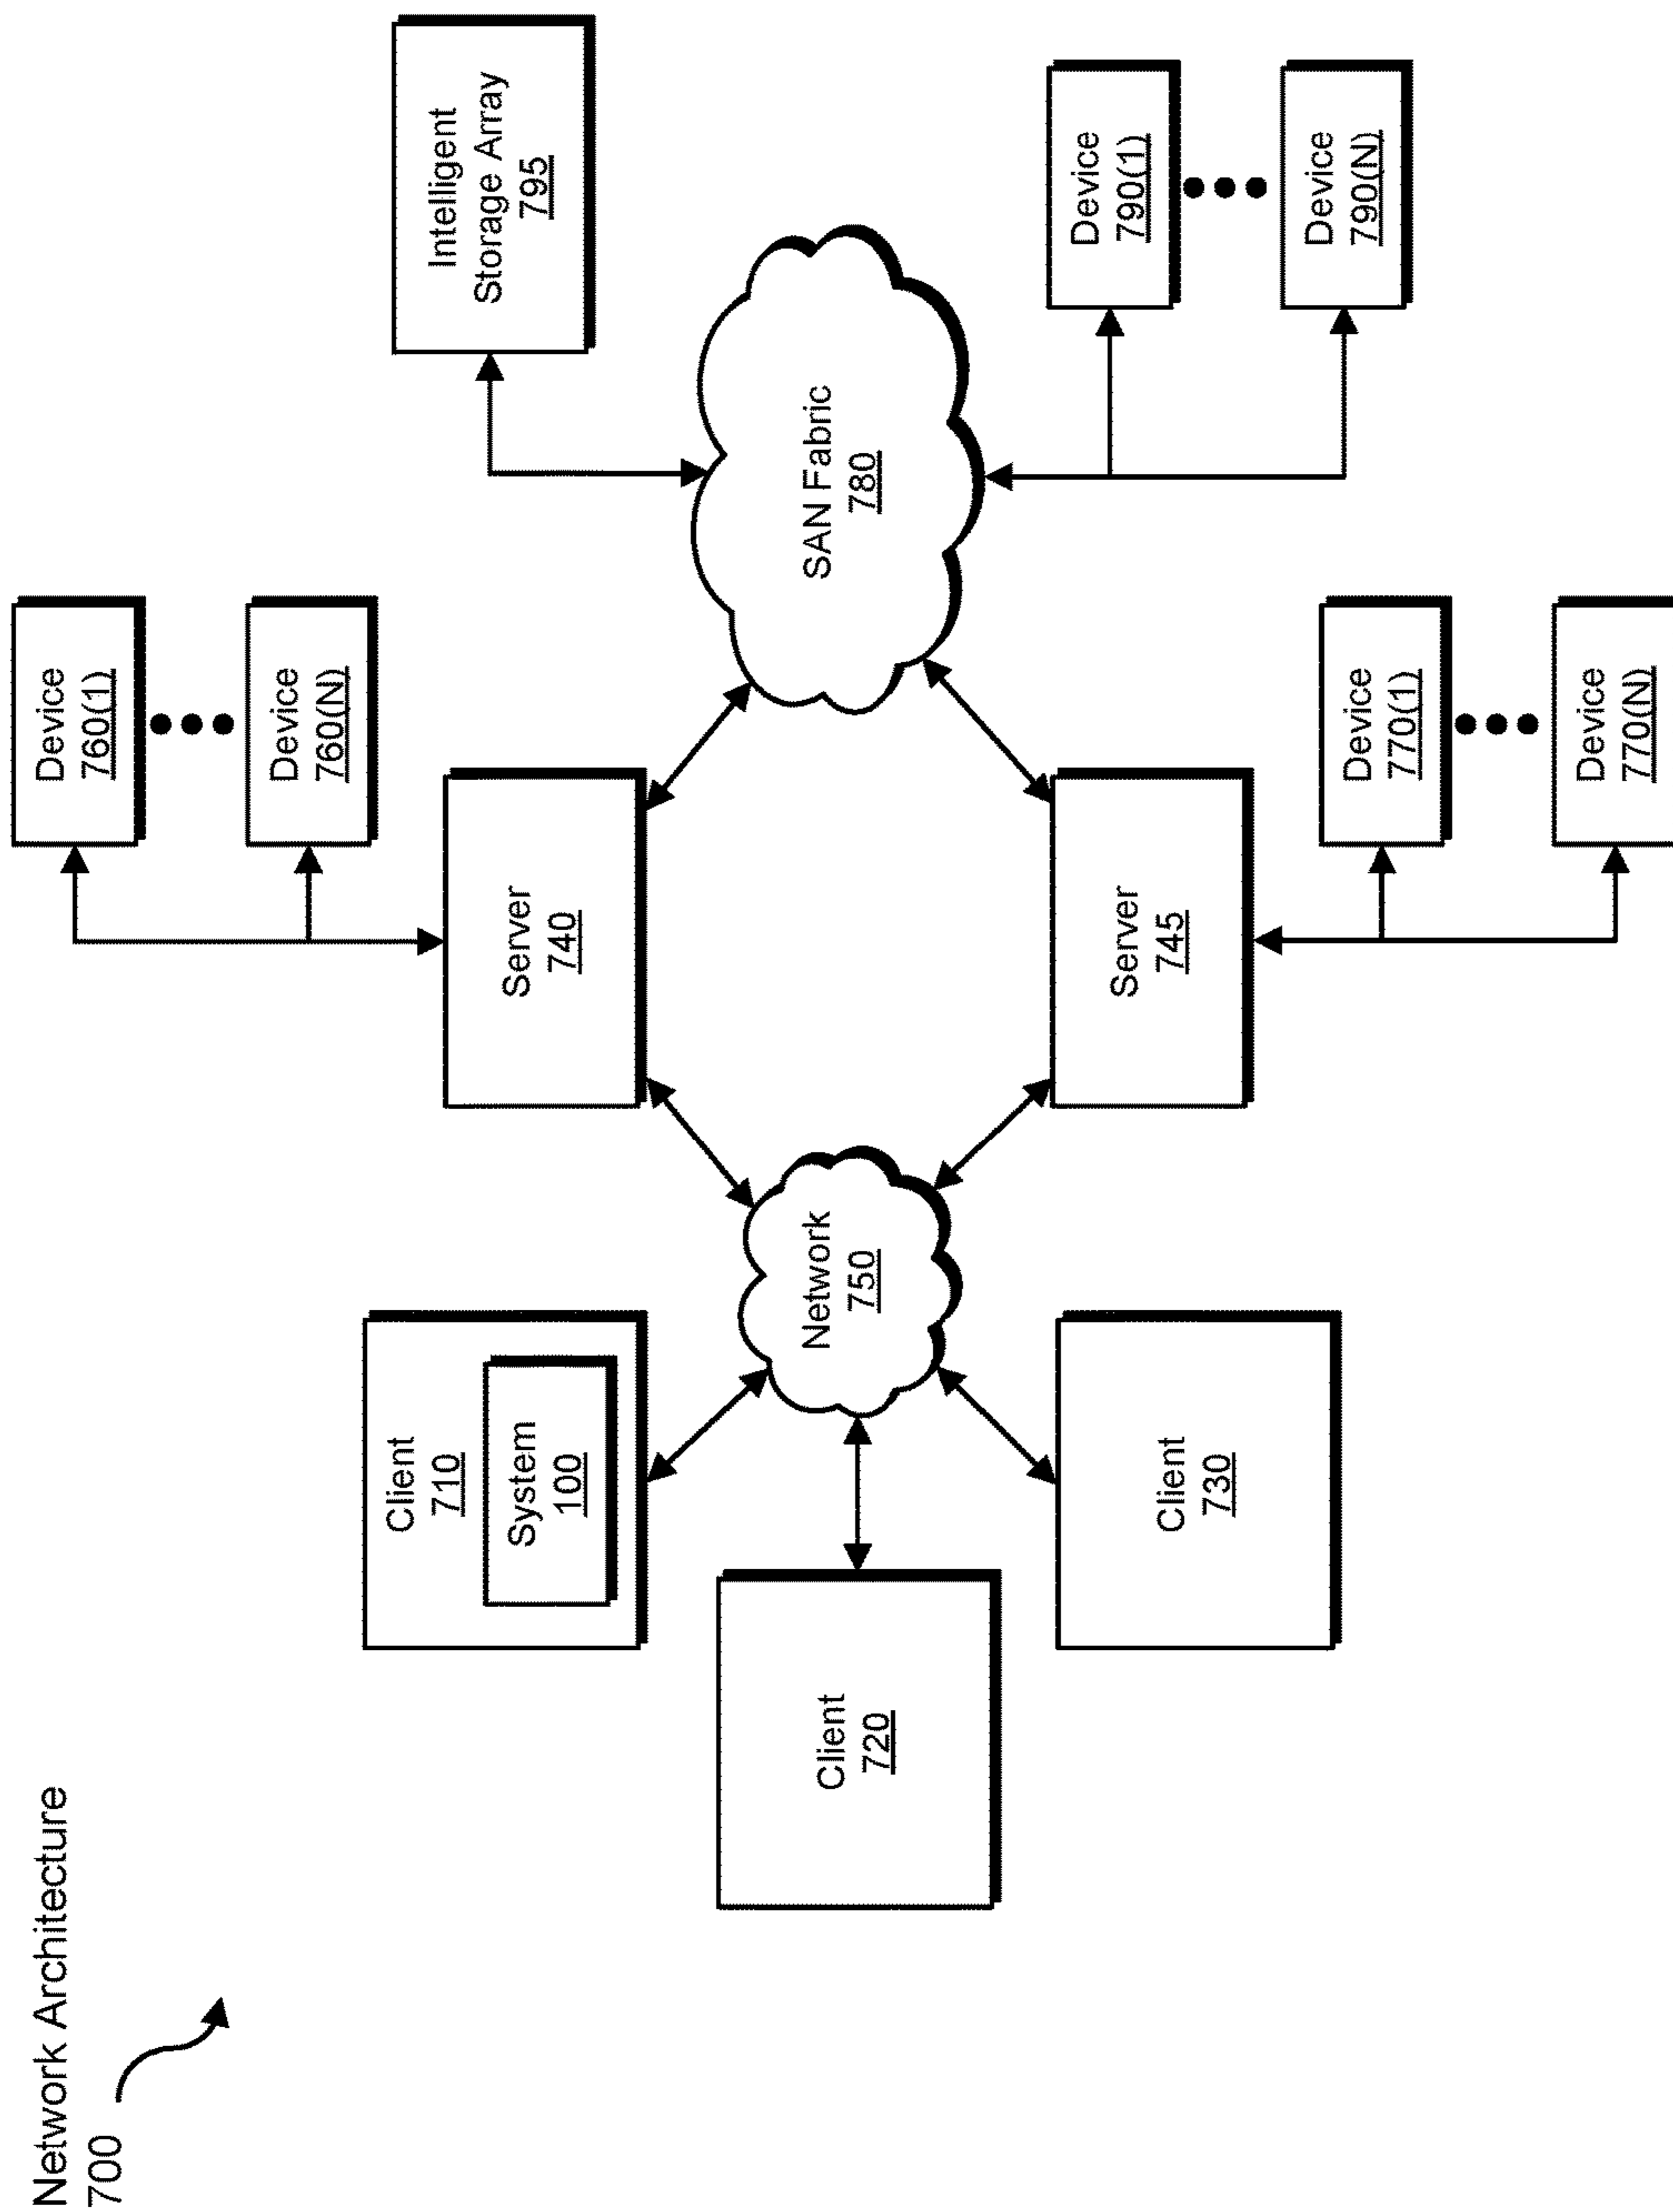 Network Architecture
700
Client
710
System
100
Client
720
Client
730
Network
750
Server
740
Server
745
Device
760(1)
Device
760(N)
Device
770(1)
Device
770(N)
SAN Fabric
780
Intelligent
Storage Array
795
Device
790(1)
Device
790(N)